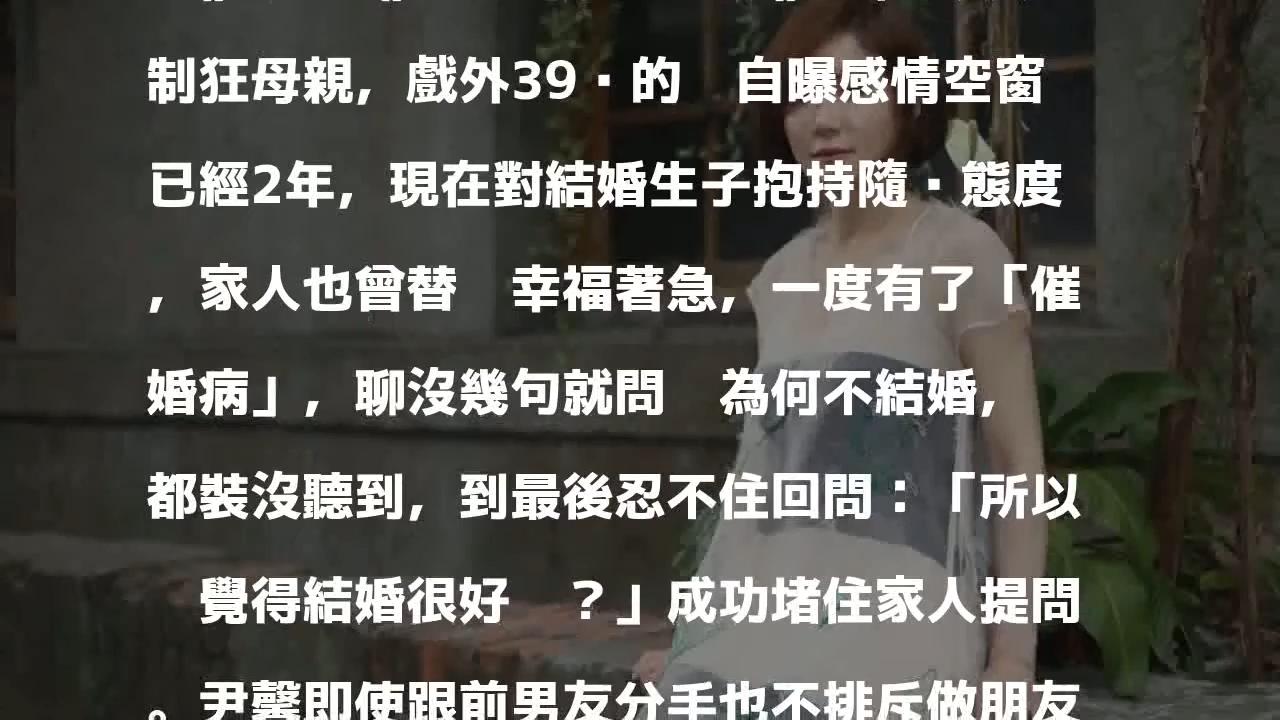 制狂母親，戲外39·的　自曝感情空窗
已經2年，現在對結婚生子抱持隨·態度
，家人也曾替　幸福著急，一度有了「催
婚病」，聊沒幾句就問　為何不結婚，
都裝沒聽到，到最後忍不住回問：「所以
　覺得結婚很好　？」成功堵住家人提問
。尹馨即使跟前男友分手也不排斥做朋友